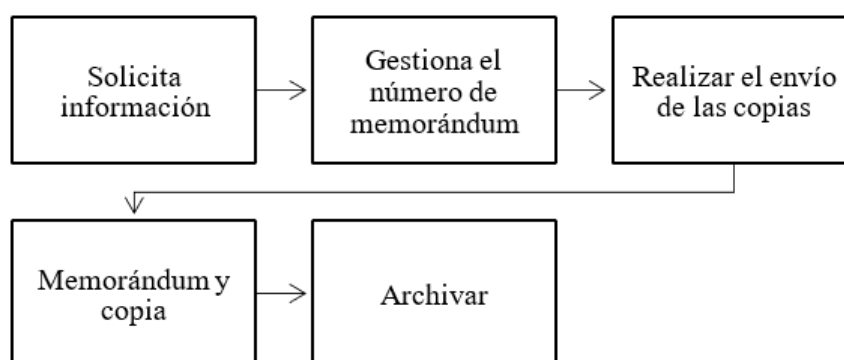 Solicita
información
Gestiona el
número de
memorándum
Realizar el envío
de las copias
Memorándum y
copia
Archivar